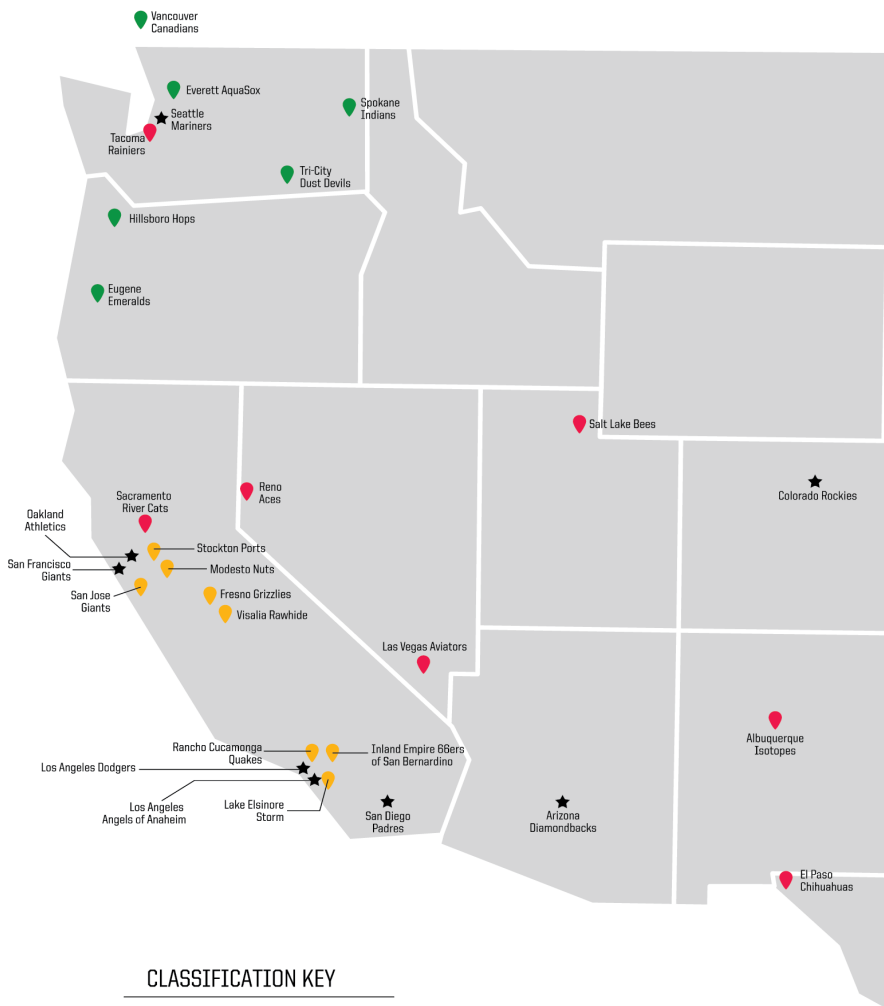 Vancouver
Canadians
Everett AquaSox
Seattle
Mariners
Spokane
Indians
Tacoma
Rainiers
Tri-City
Dust Devils
Hillsboro Hops
Eugene
Emeralds
Salt Lake Bees
Reno
Aces
Colorado Rockies
Sacramento
River Cats
Oakland
Athletics
Stockton Ports
San Francisco
Giants
Modesto Nuts
San Jose
Giants
Fresno Grizzlies
Visalia Rawhide
Las Vegas Aviators
Albuquerque
Isotopes
Rancho Cucamonga
Quakes
Inland Empire 66ers
of San Bernardino
Los Angeles Dodgers
Los Angeles
Angels of Anaheim
Lake Elsinore
Storm
San Diego
Padres
Arizona
Diamondbacks
El Paso
Chihuahuas
CLASSIFICATION KEY